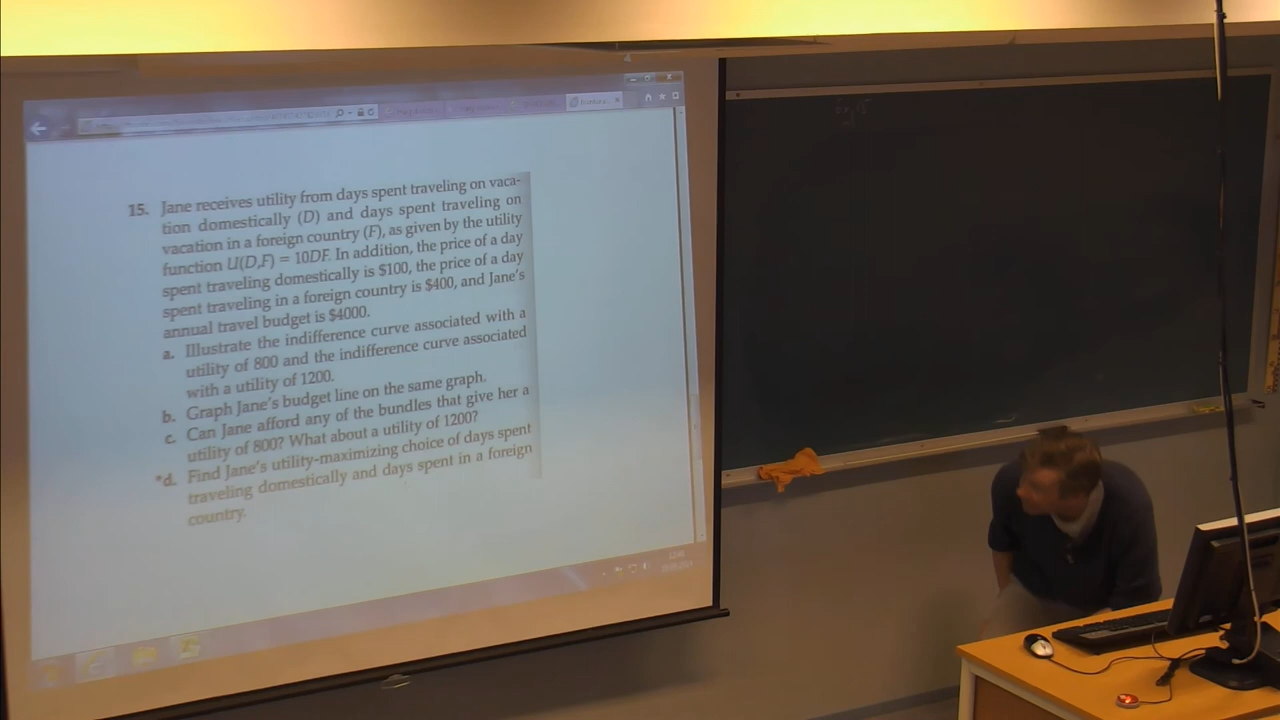 15. Jane receives utility from days spent traveling on vaca-
tion domestically (D) and days spent traveling on
vacation in a foreign country (F), as given by the utility
function U(D,F) = 10DF. In addition, the price of a day
spent traveling domestically is $100, the price of a day
spent traveling in a foreign country is $400, and Jane's
annual travel budget is $4000.
a. Illustrate the indifference curve associated with a
utility of 800 and the indifference curve associated
with a utility of 1200.
b. Graph Jane's budget line on the same graph.
c. Can Jane afford any of the bundles that give her a
utility of 800? What about a utility of 1200?
*d. Find Jane's utility-maximizing choice of days spent
traveling domestically and days spent in a foreign
country.